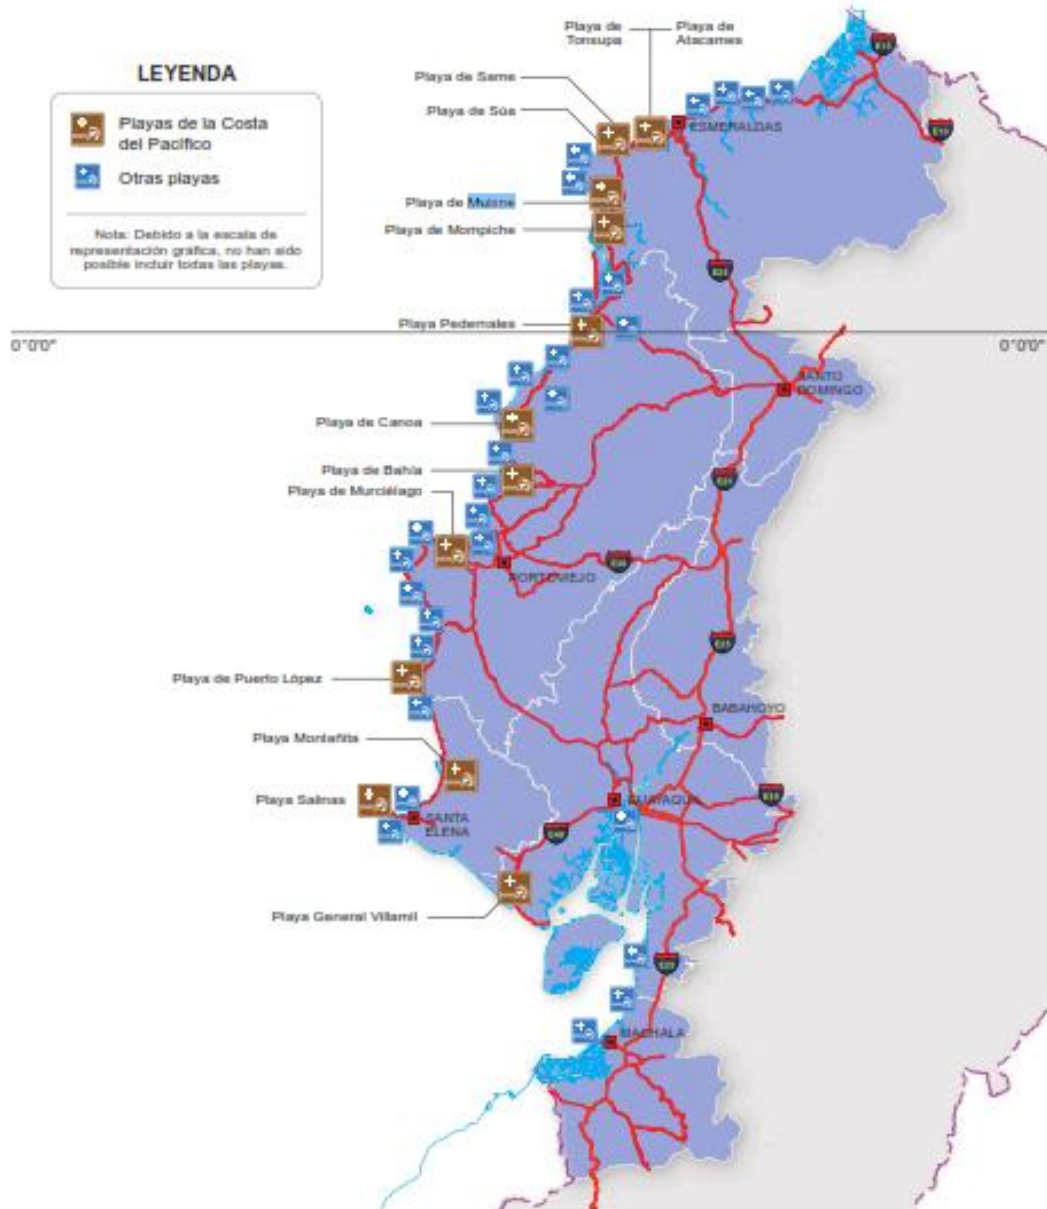 Playa de
Tonsupa
Playa de
Atacames
LEYENDA
Playas de la Costa
del Pacifico
Otras playas
Nota: Debido a la escala de
representación gráfica, no han sido
posible incluir todas las playas.
Playa de Same
Playa de Súa
ESMERALDAS
Playa de Muisne
Playa de Mompiche
Playa Pedernales
0°0'0"
0°0'0"
SANTO
DOMINGO
Playa de Canoa
Playa de Bahía
Playa de Murciélago
PORTOVIEJO
Playa de Puerto López
BABAHOYO
Playa Montañita
Playa Salinas
GUAYAQUIL
SANTA
ELENA
Playa General Villamil
MACHALA